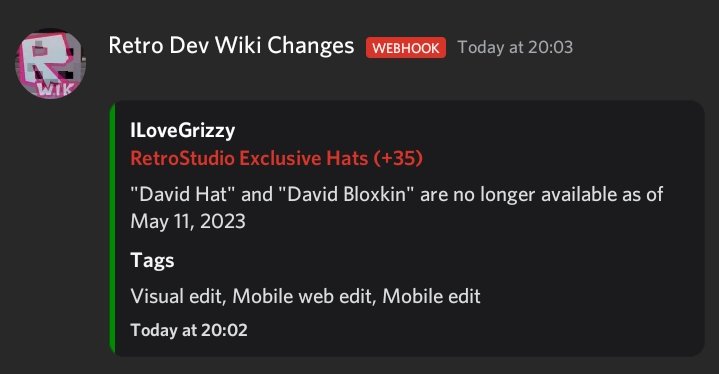 Retro Dev Wiki Changes WEBHOOK Today at 20:03
R
WIK
ILoveGrizzy
RetroStudio Exclusive Hats (+35)
"David Hat" and "David Bloxkin" are no longer available as of
May 11, 2023
Tags
Visual edit, Mobile web edit, Mobile edit
Today at 20:02